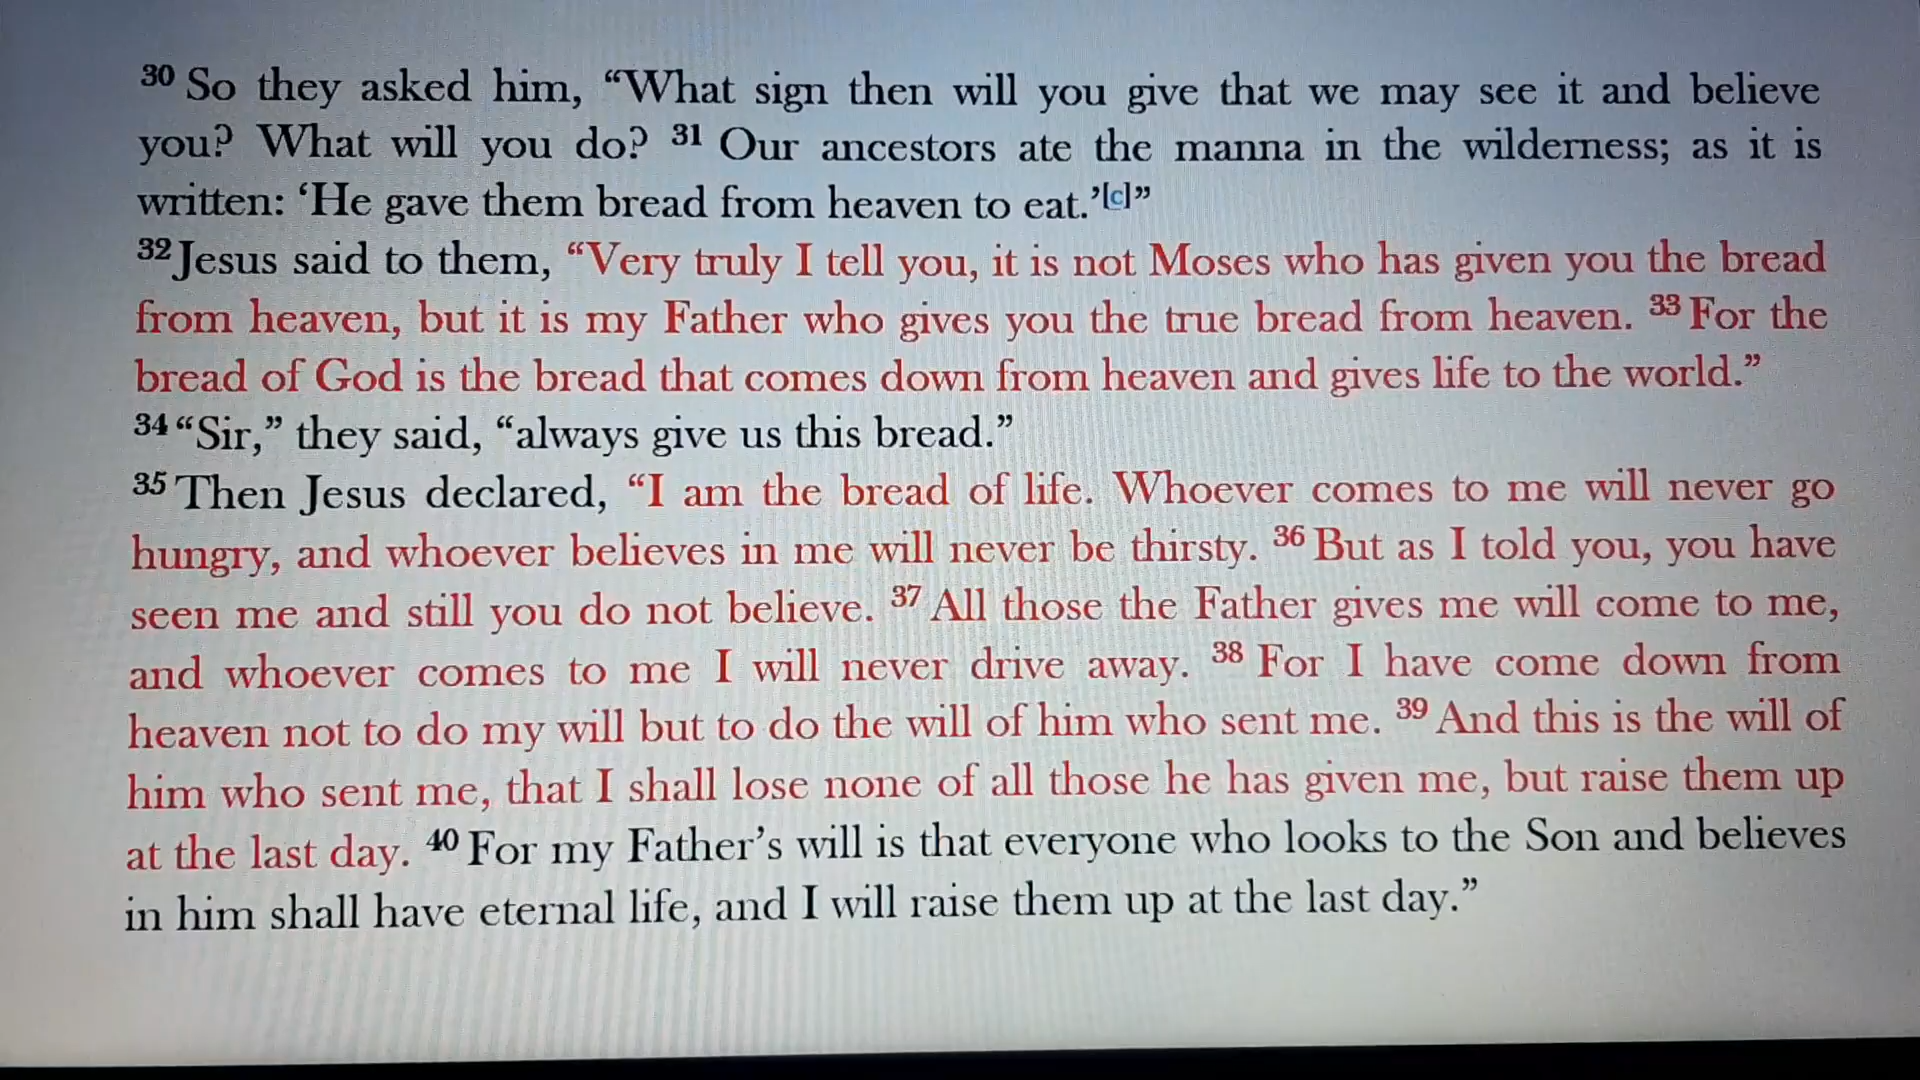 30 So they asked him, “What sign then will you give that we may see it and believe
you? What will you do? 31 Our ancestors ate the manna in the wilderness; as it is
written: ‘He gave them bread from heaven to eat.’[c]”
32 Jesus said to them, “Very truly I tell you, it is not Moses who has given you the bread
from heaven, but it is my Father who gives you the true bread from heaven. 33 For the
bread of God is the bread that comes down from heaven and gives life to the world.”
34 “Sir,” they said, “always give us this bread.”
35 Then Jesus declared, “I am the bread of life. Whoever comes to me will never go
hungry, and whoever believes in me will never be thirsty. 36 But as I told you, you have
seen me and still you do not believe. 37 All those the Father gives me will come to me,
and whoever comes to me I will never drive away. 38 For I have come down from
heaven not to do my will but to do the will of him who sent me. 39 And this is the will of
him who sent me, that I shall lose none of all those he has given me, but raise them up
at the last day. 40 For my Father’s will is that everyone who looks to the Son and believes
in him shall have eternal life, and I will raise them up at the last day.”